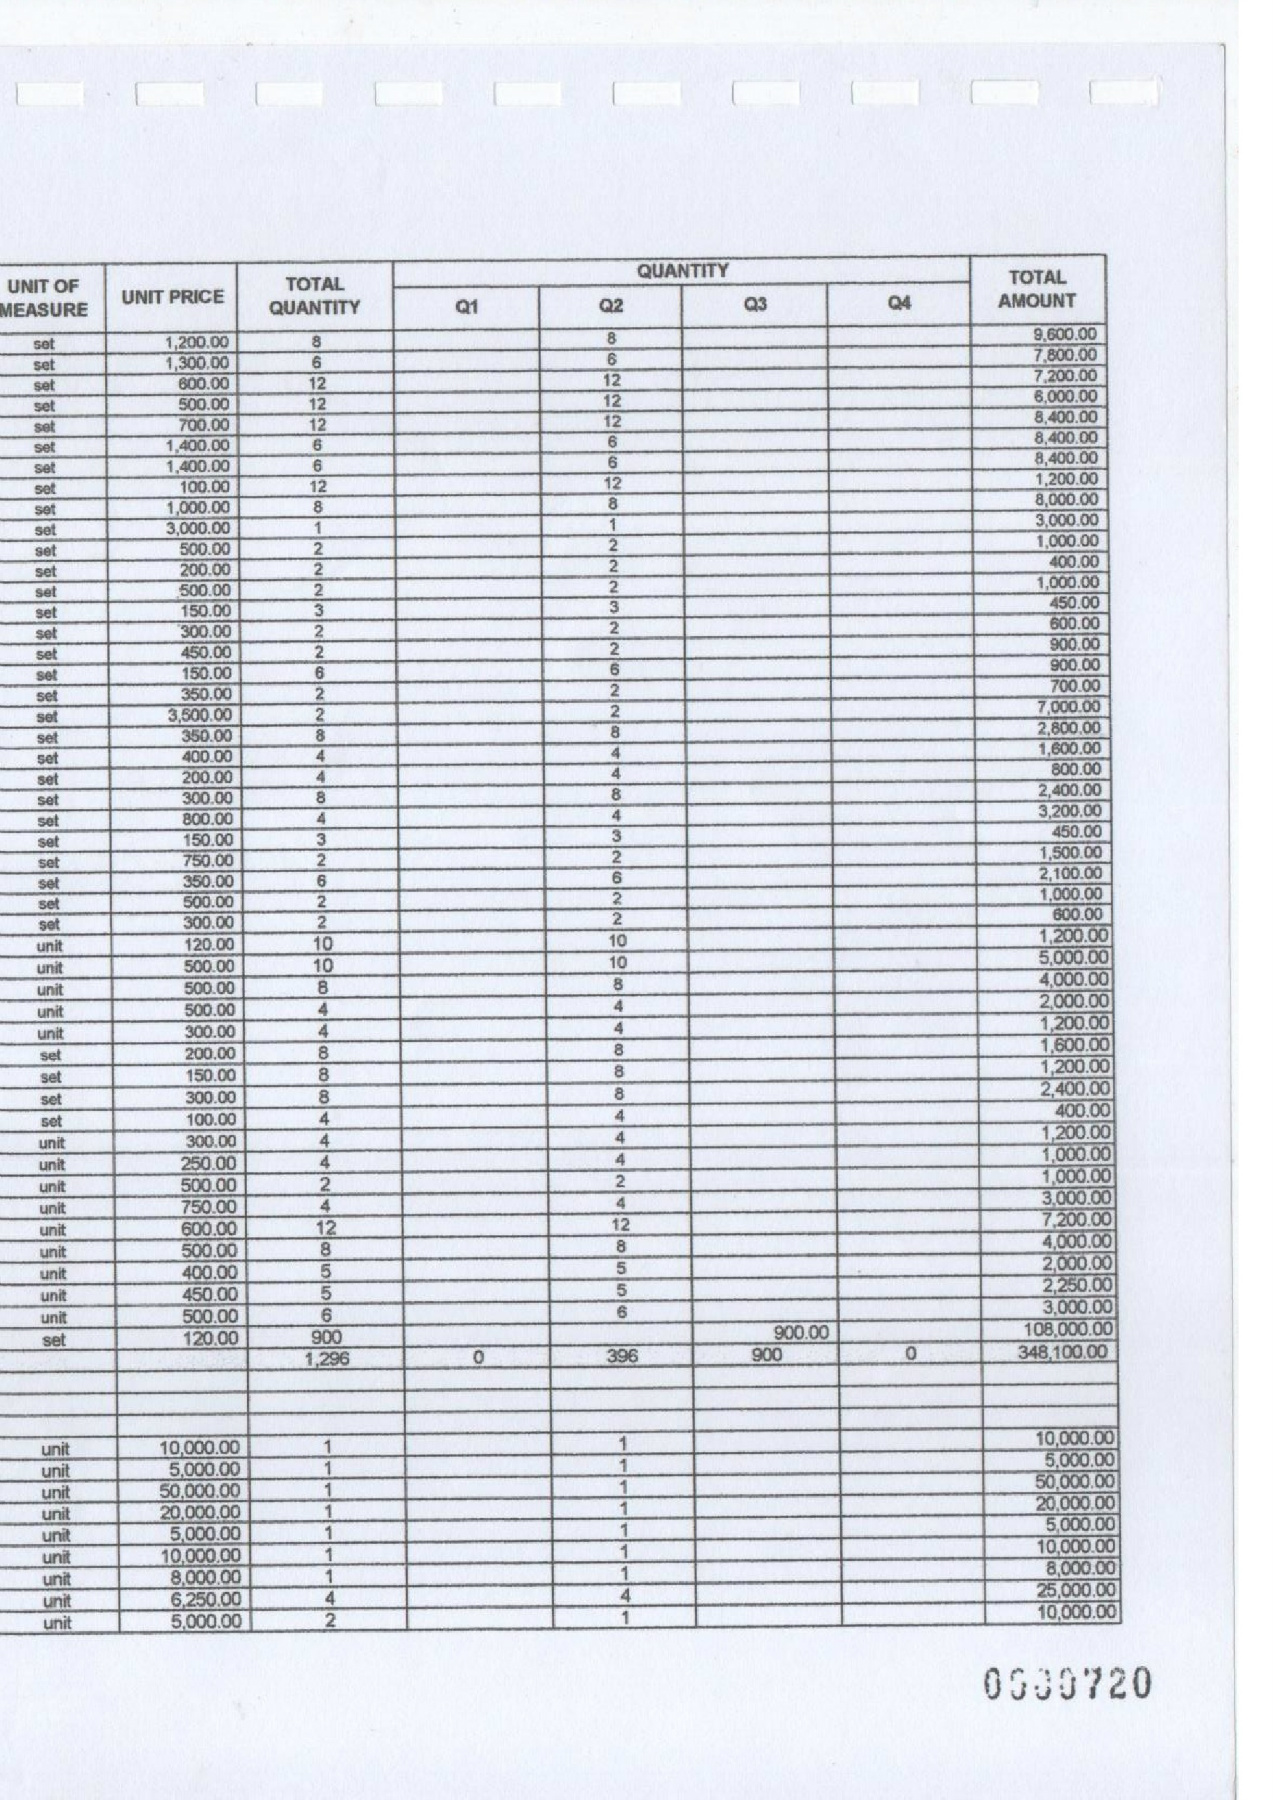 UNIT OF MEASURE UNIT PRICE TOTAL QUANTITY QUANTITY TOTAL AMOUNT
Q1 Q2 Q3 Q4
set 1,200.00 8 8 9,600.00
set 1,300.00 6 6 7,800.00
set 600.00 12 12 7,200.00
set 500.00 12 12 6,000.00
set 700.00 12 12 8,400.00
set 1,400.00 6 6 8,400.00
set 1,400.00 6 6 8,400.00
set 100.00 12 12 1,200.00
set 1,000.00 8 8 8,000.00
set 3,000.00 1 1 3,000.00
set 500.00 2 2 1,000.00
set 200.00 2 2 400.00
set 500.00 2 2 1,000.00
set 150.00 3 3 450.00
set 300.00 2 2 600.00
set 450.00 2 2 900.00
set 150.00 6 6 900.00
set 350.00 2 2 700.00
set 3,500.00 2 2 7,000.00
set 350.00 8 8 2,800.00
set 400.00 4 4 1,600.00
set 200.00 4 4 800.00
set 300.00 8 8 2,400.00
set 800.00 4 4 3,200.00
set 150.00 3 3 450.00
set 750.00 2 2 1,500.00
set 350.00 6 6 2,100.00
set 500.00 2 2 1,000.00
set 300.00 2 2 600.00
unit 120.00 10 10 1,200.00
unit 500.00 10 10 5,000.00
unit 500.00 8 8 4,000.00
unit 500.00 4 4 2,000.00
unit 300.00 4 4 1,200.00
set 200.00 8 8 1,600.00
set 150.00 8 8 1,200.00
set 300.00 8 8 2,400.00
set 100.00 4 4 400.00
unit 300.00 4 4 1,200.00
unit 250.00 4 4 1,000.00
unit 500.00 2 2 1,000.00
unit 750.00 4 4 3,000.00
unit 600.00 12 12 7,200.00
unit 500.00 8 8 4,000.00
unit 400.00 5 5 2,000.00
unit 450.00 5 5 2,250.00
unit 500.00 6 6 3,000.00
set 120.00 900 900.00 108,000.00
1,296 0 396 900 0 348,100.00
unit 10,000.00 1 1 10,000.00
unit 5,000.00 1 1 5,000.00
unit 50,000.00 1 1 50,000.00
unit 20,000.00 1 1 20,000.00
unit 5,000.00 1 1 5,000.00
unit 10,000.00 1 1 10,000.00
unit 8,000.00 1 1 8,000.00
unit 6,250.00 4 4 25,000.00
unit 5,000.00 2 1 10,000.00
0000720